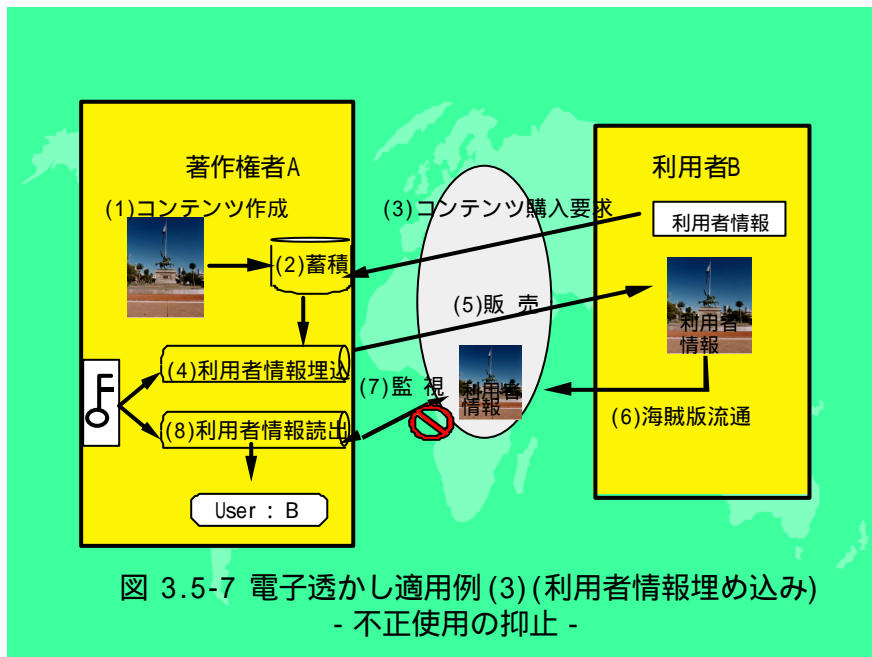 著作権者A
(1)コンテンツ作成
(2)蓄積
(4)利用者情報埋込
(8)利用者情報読出
User : B
(3)コンテンツ購入要求
(5)販 売
(7)監 視
利用者
情報
利用者B
利用者情報
利用者
情報
(6)海賊版流通
図 3.5-7 電子透かし適用例(3)(利用者情報埋め込み)
- 不正使用の抑止 -